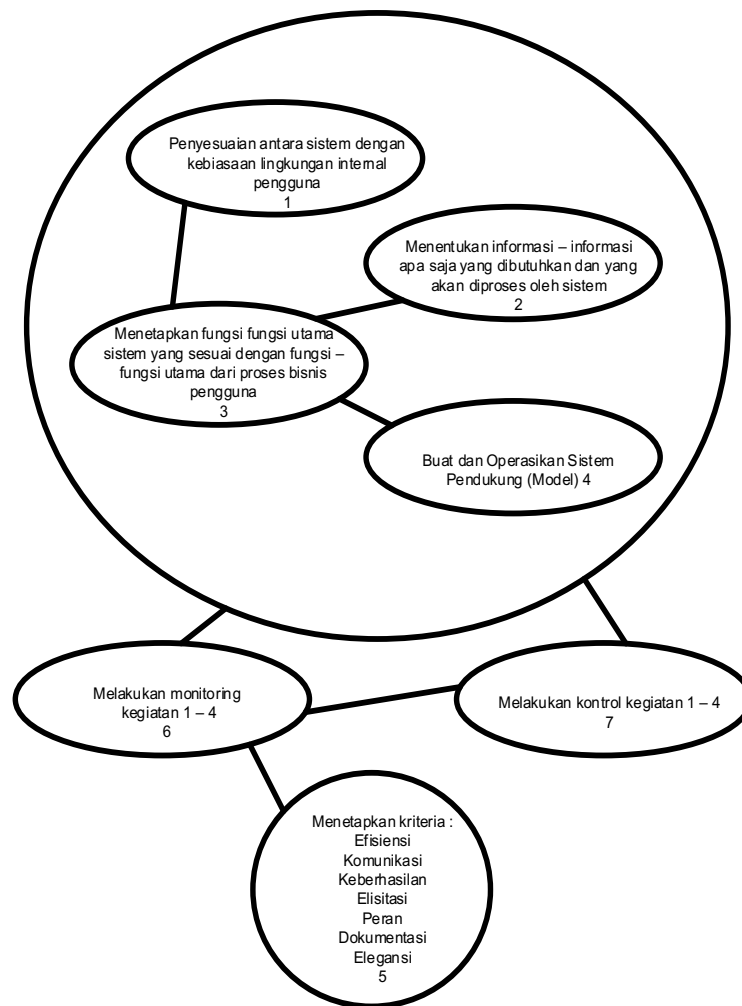 Penyesuaian antara sistem dengan
kebiasaan lingkungan internal
pengguna
1
Menentukan informasi – informasi
apa saja yang dibutuhkan dan yang
akan diproses oleh sistem
2
Menetapkan fungsi fungsi utama
sistem yang sesuai dengan fungsi –
fungsi utama dari proses bisnis
pengguna
3
Buat dan Operasikan Sistem
Pendukung (Model) 4
Melakukan monitoring
kegiatan 1 – 4
6
Melakukan kontrol kegiatan 1 – 4
7
Menetapkan kriteria :
Efisiensi
Komunikasi
Keberhasilan
Elisitasi
Peran
Dokumentasi
Elegansi
5